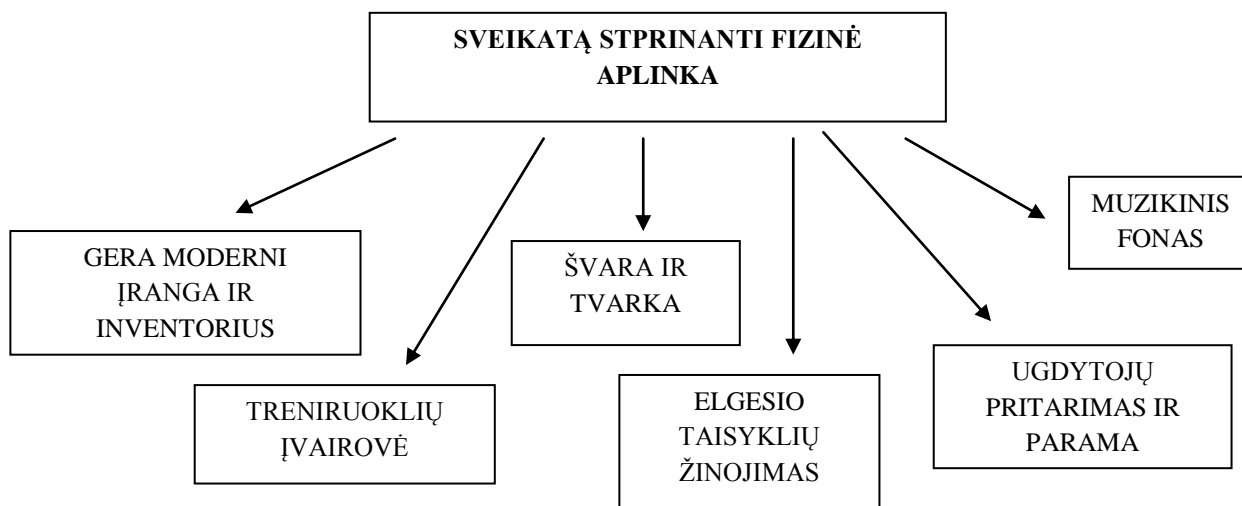 SVEIKATĄ STPRINANTI FIZINĖ
APLINKA
GERA MODERNI
ĮRANGA IR
INVENTORIUS
TRENIRUOKLIŲ
ĮVAIROVĖ
ŠVARA IR
TVARKA
ELGESIO
TAISYKLIŲ
ŽINOJIMAS
UGDYTOJŲ
PRITARIMAS IR
PARAMA
MUZIKINIS
FONAS